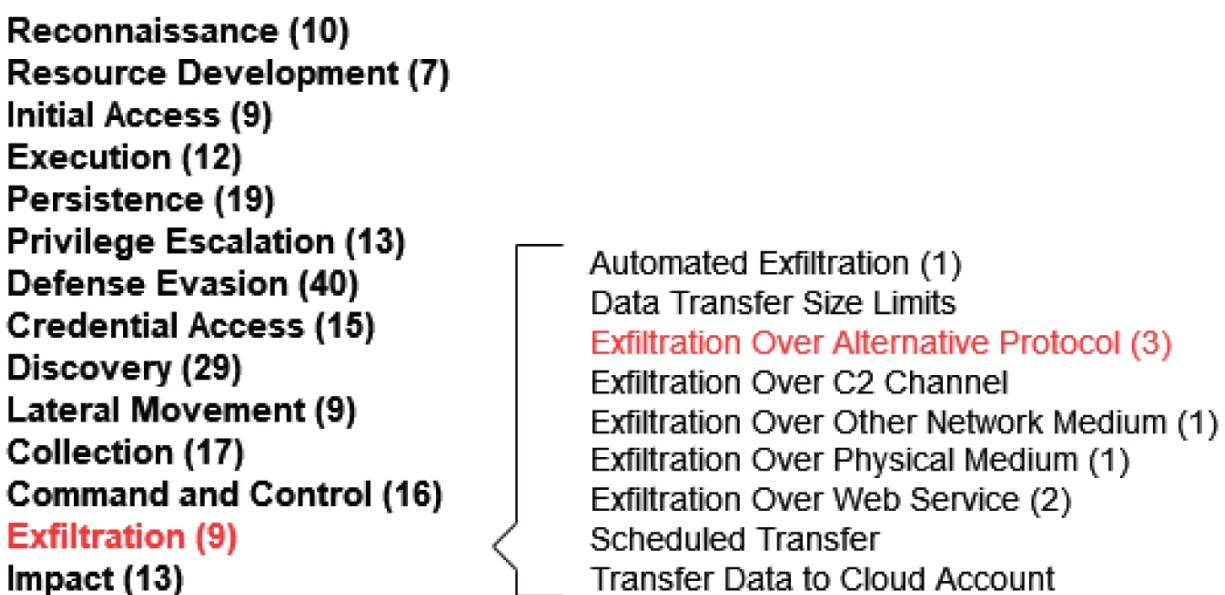 Reconnaissance (10)
Resource Development (7)
Initial Access (9)
Execution (12)
Persistence (19)
Privilege Escalation (13)
Defense Evasion (40)
Credential Access (15)
Discovery (29)
Lateral Movement (9)
Collection (17)
Command and Control (16)
Exfiltration (9)
Impact (13)
Automated Exfiltration (1)
Data Transfer Size Limits
Exfiltration Over Alternative Protocol (3)
Exfiltration Over C2 Channel
Exfiltration Over Other Network Medium (1)
Exfiltration Over Physical Medium (1)
Exfiltration Over Web Service (2)
Scheduled Transfer
Transfer Data to Cloud Account